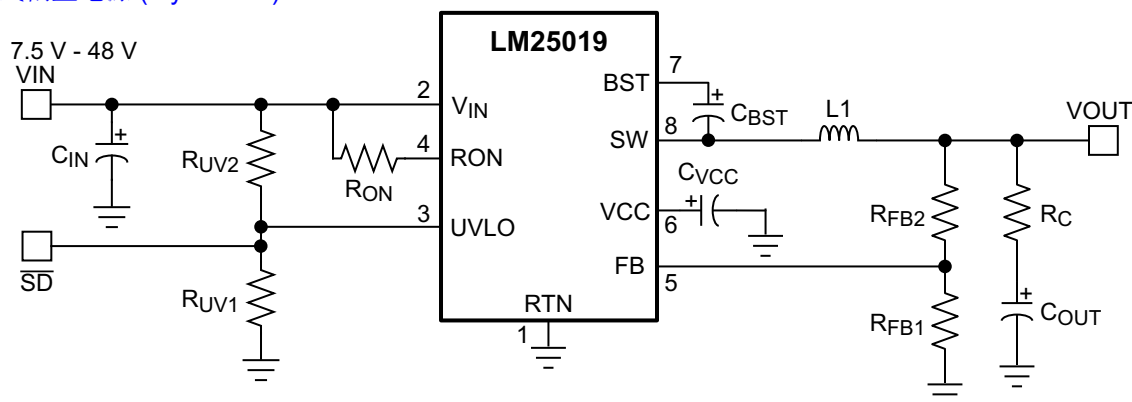 7.5 V - 48 V
VIN
LM25019
2
VIN
4
RON
3
UVLO
RTN
1
BST
7
SW
8
VCC
6
FB
5
CIN
RUV2
RON
SD
RUV1
CBST
L1
VOUT
CVCC
RFB2
RC
RFB1
COUT
+
+
+
+